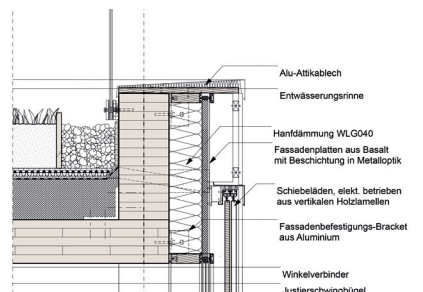 Alu-Attikablech
Entwässerungsrinne
Hanfdämmung WLG040
Fassadenplatten aus Basalt
mit Beschichtung in Metalloptik
Schiebeläden, elekt. betrieben
aus vertikalen Holzlamellen
Fassadenbefestigungs-Bracket
aus Aluminium
Winkelverbinder
Justierschwingbügel